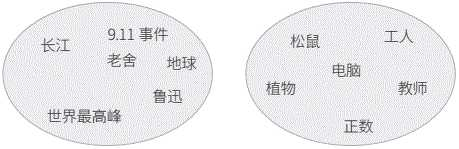 长江
9.11 事件
老舍
地球
鲁迅
世界最高峰
松鼠
工人
电脑
植物
教师
正数